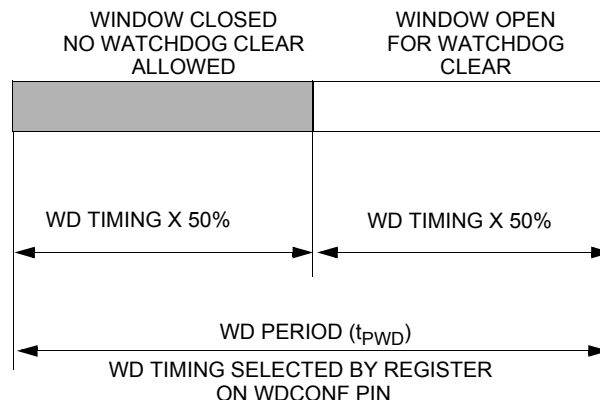 WINDOW CLOSED
NO WATCHDOG CLEAR
ALLOWED
WINDOW OPEN
FOR WATCHDOG
CLEAR
WD TIMING X 50%
WD TIMING X 50%
WD PERIOD (tPWD)
WD TIMING SELECTED BY REGISTER
ON WDCONF PIN